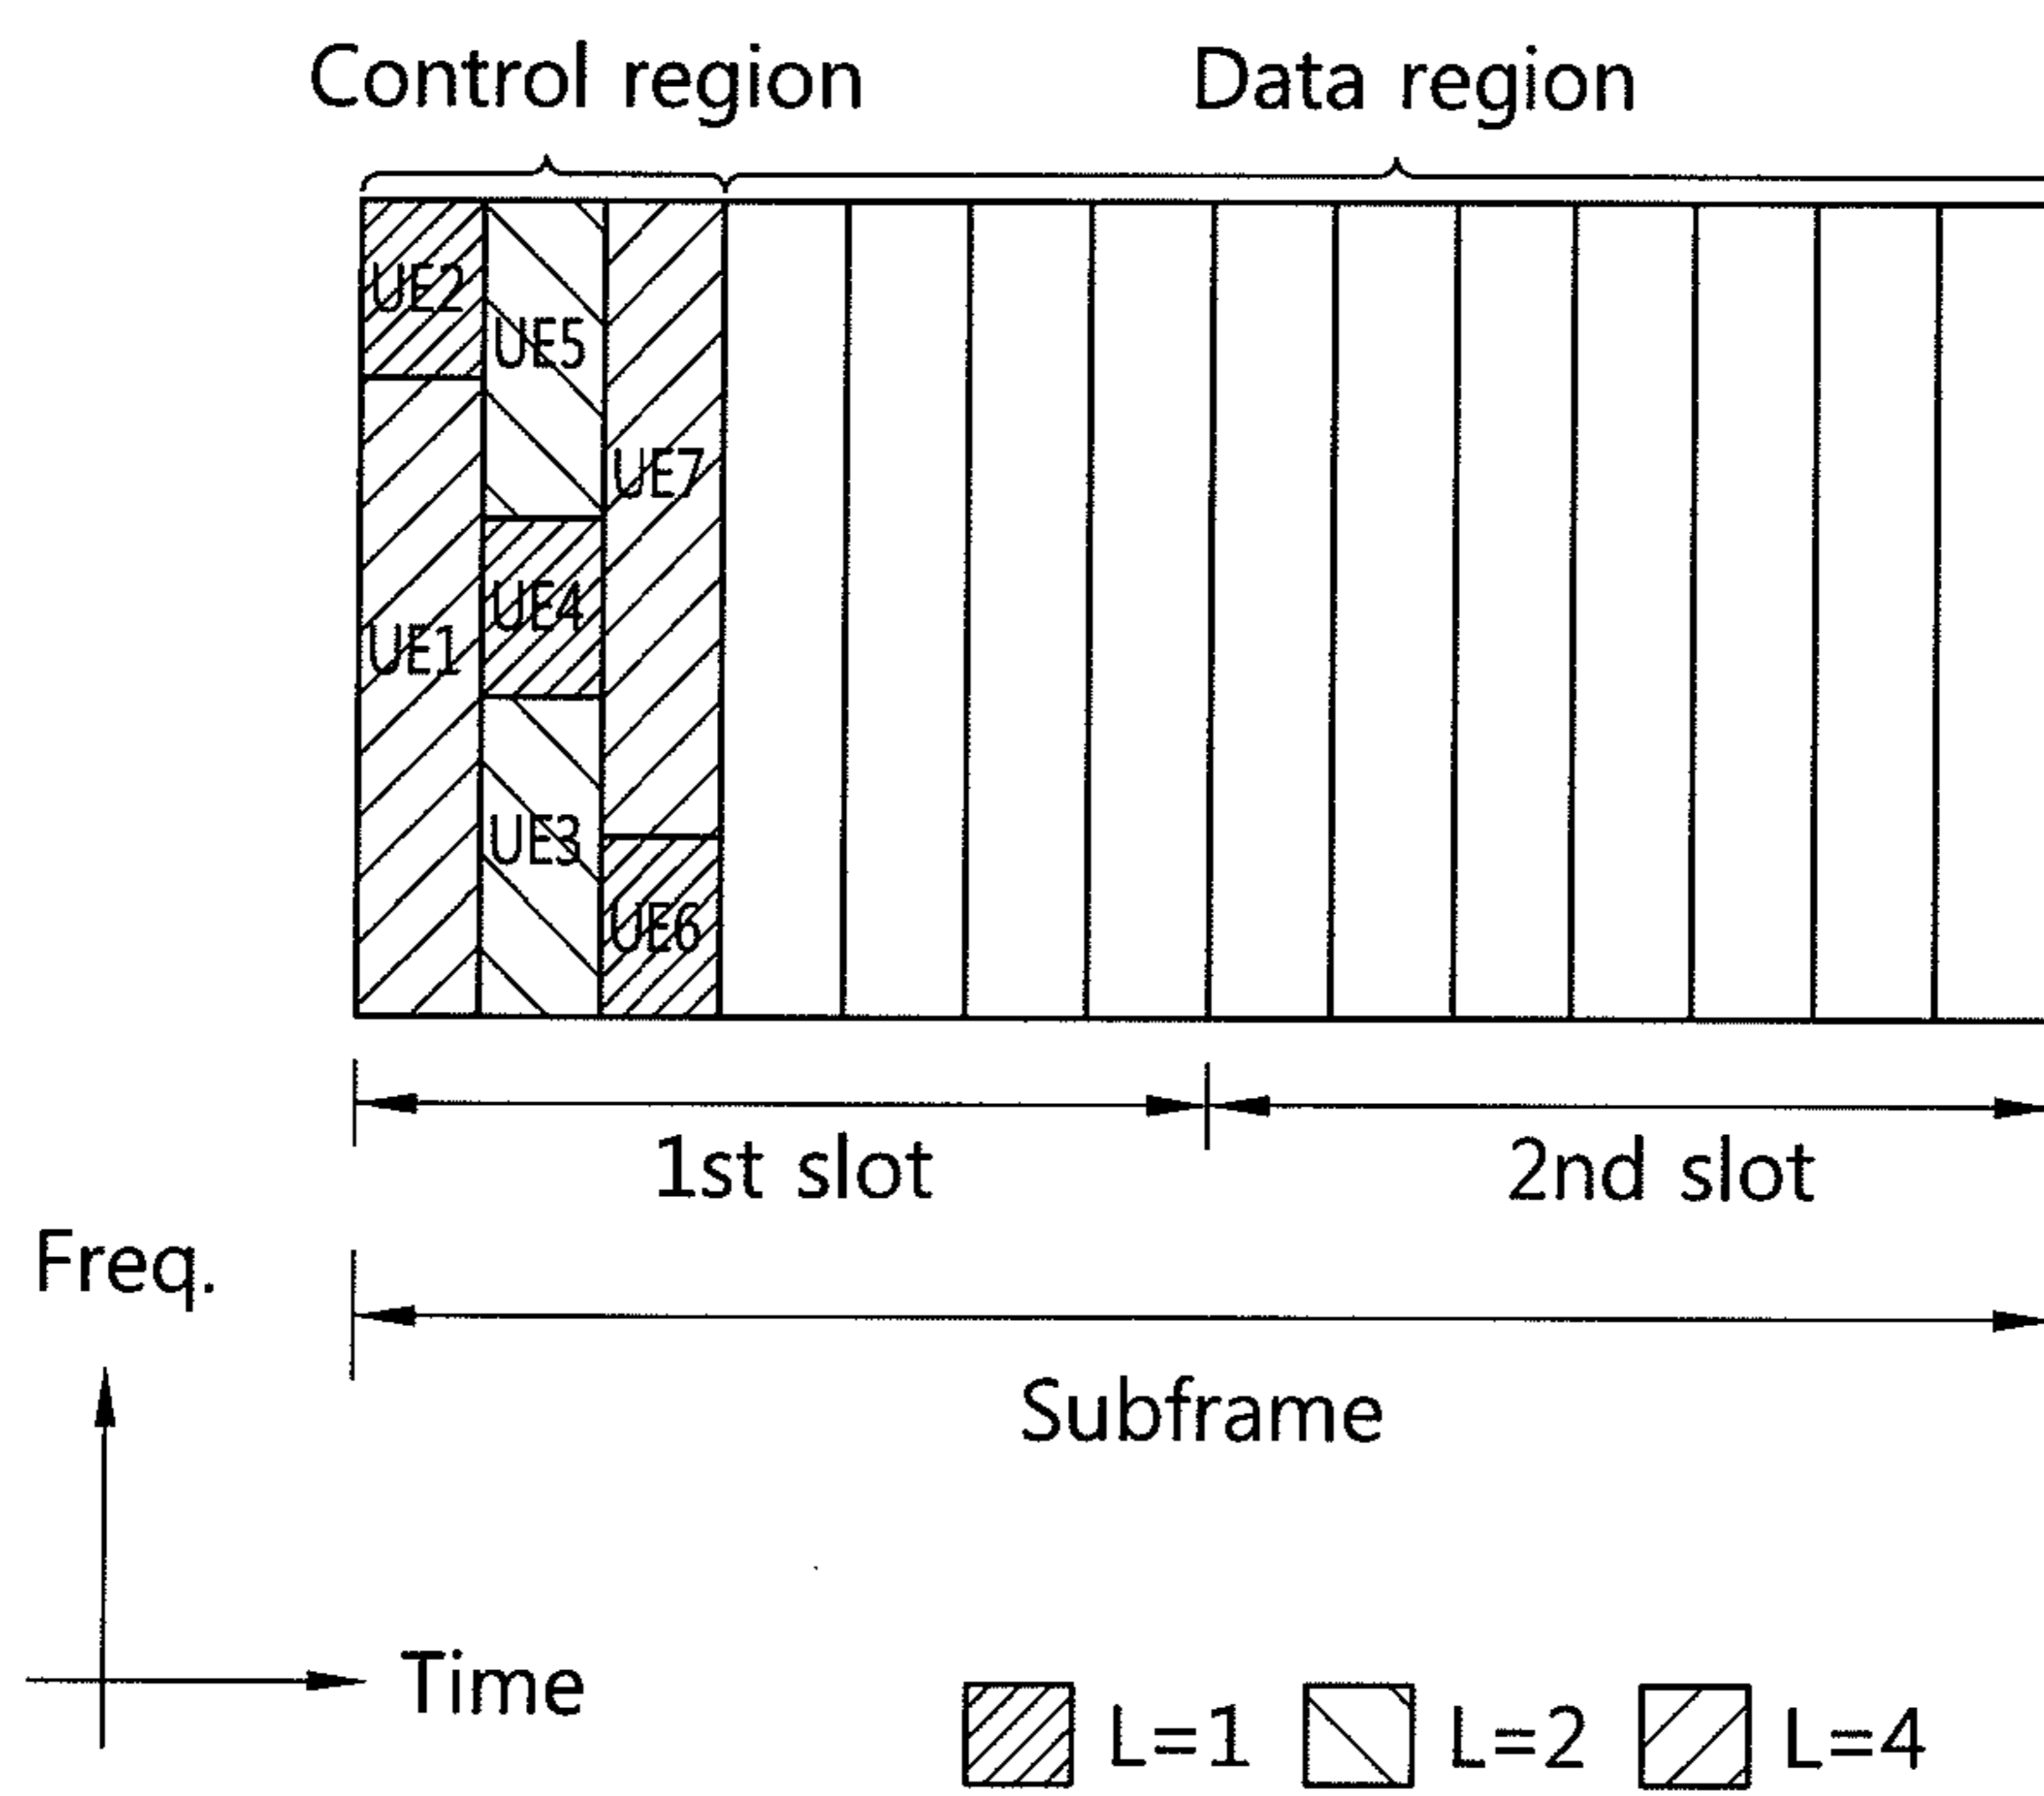 Control region Data region
UE2
UE5
UE7
UE4
UE1
UE3
UE6
1st slot 2nd slot
Freq.
Subframe
Time
L=1 L=2 L=4